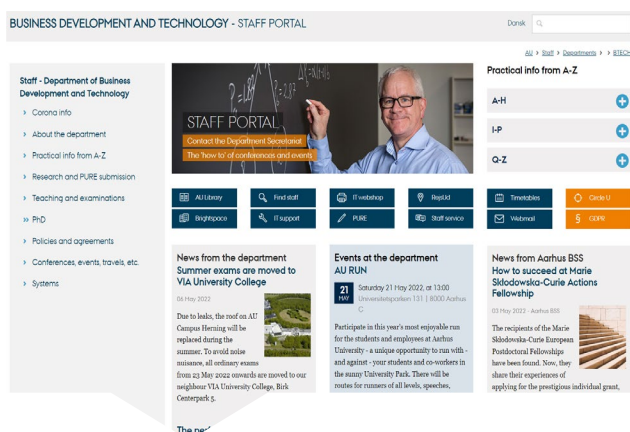 BUSINESS DEVELOPMENT AND TECHNOLOGY - STAFF PORTAL
Dansk
AU > Staff > Departments > > BTECH
Staff - Department of Business
Development and Technology
Corona info
About the department
Practical info from A-Z
Research and PURE submission
Teaching and examinations
PhD
Policies and agreements
Conferences, events, travels, etc.
Systems
STAFF PORTAL
Contact the Department Secretariat
The 'how to' of conferences and events
Practical info from A-Z
A-H
I-P
Q-Z
AU Library
Find staff
IT webshop
RejsUd
Timetables
Circle U
Brightspace
IT support
PURE
Staff service
Webmail
GDPR
News from the department
Summer exams are moved to
VIA University College
06 May 2022
Due to leaks, the roof on AU
Campus Herning will be
replaced during the
summer. To avoid noise
nuisance, all ordinary exams
from 23 May 2022 onwards are moved to our
neighbour VIA University College, Birk
Centerpark 5.
Events at the department
AU RUN
21
MAY
Saturday 21 May 2022, at 13:00
Universitetsparken 131 | 8000 Aarhus
C
Participate in this year's most enjoyable run
for the students and employees at Aarhus
University - a unique opportunity to run with -
and against - your students and co-workers in
the sunny University Park. There will be
routes for runners of all levels, speeches,
News from Aarhus BSS
How to succeed at Marie
Sklodowska-Curie Actions
Fellowship
03 May 2022 - Aarhus BSS
The recipients of the Marie
Skłodowska-Curie European
Postdoctoral Fellowships
have been found. Now, they
share their experiences of
applying for the prestigious individual grant,